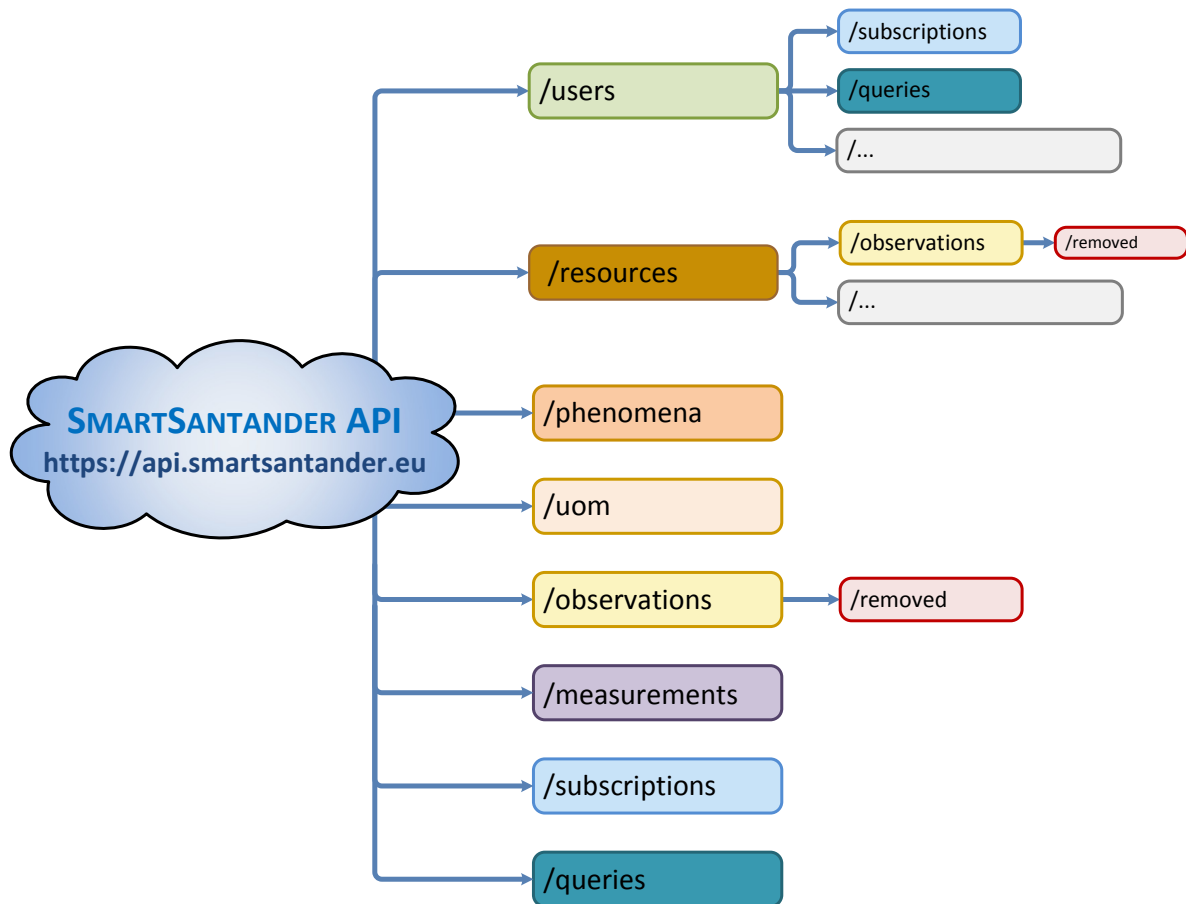 /subscriptions
/users
/queries
/...
/observations
/removed
/resources
/...
SMARTSANTANDER API
https://api.smartsantander.eu
/phenomena
/uom
/observations
/removed
/measurements
/subscriptions
/queries